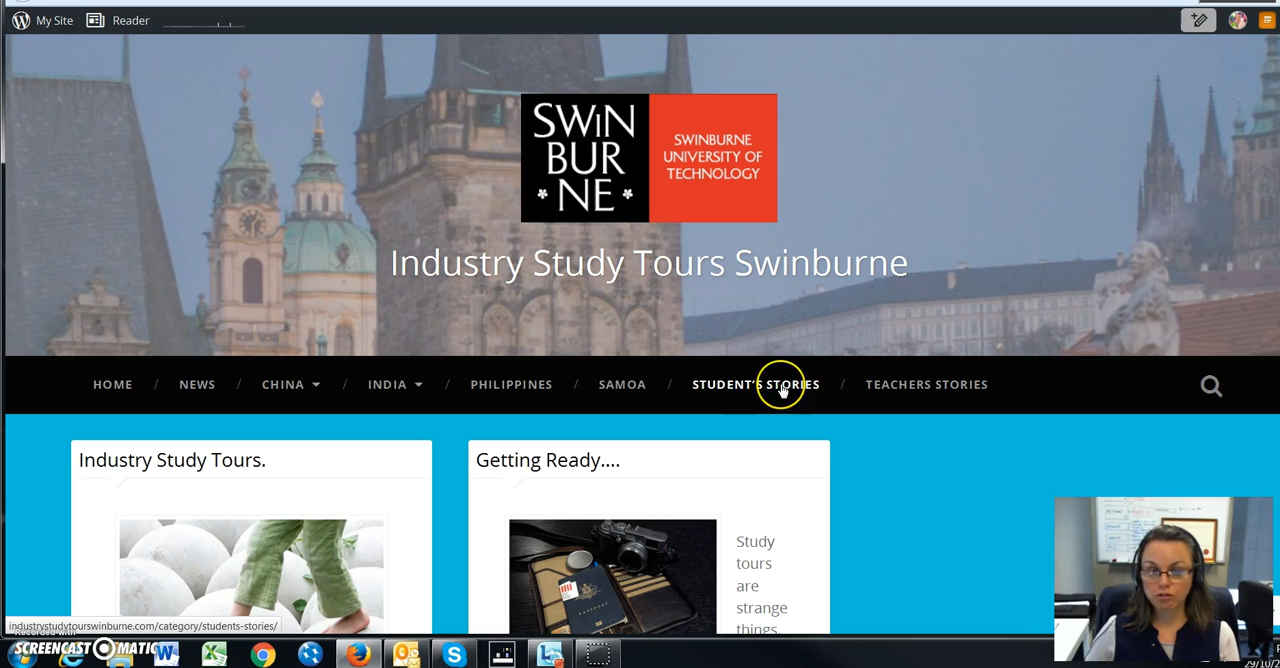 My Site
Reader
SWIN
BUR
NE
SWINBURNE
UNIVERSITY OF
TECHNOLOGY
Industry Study Tours Swinburne
HOME / NEWS / CHINA / INDIA / PHILIPPINES / SAMOA / STUDENT'S STORIES / TEACHERS STORIES
Industry Study Tours.
Getting Ready....
Study
tours
are
strange
things.
industrystudytourswinburne.com/category/students-stories/
Recorded with
SCREENCAST MATIC